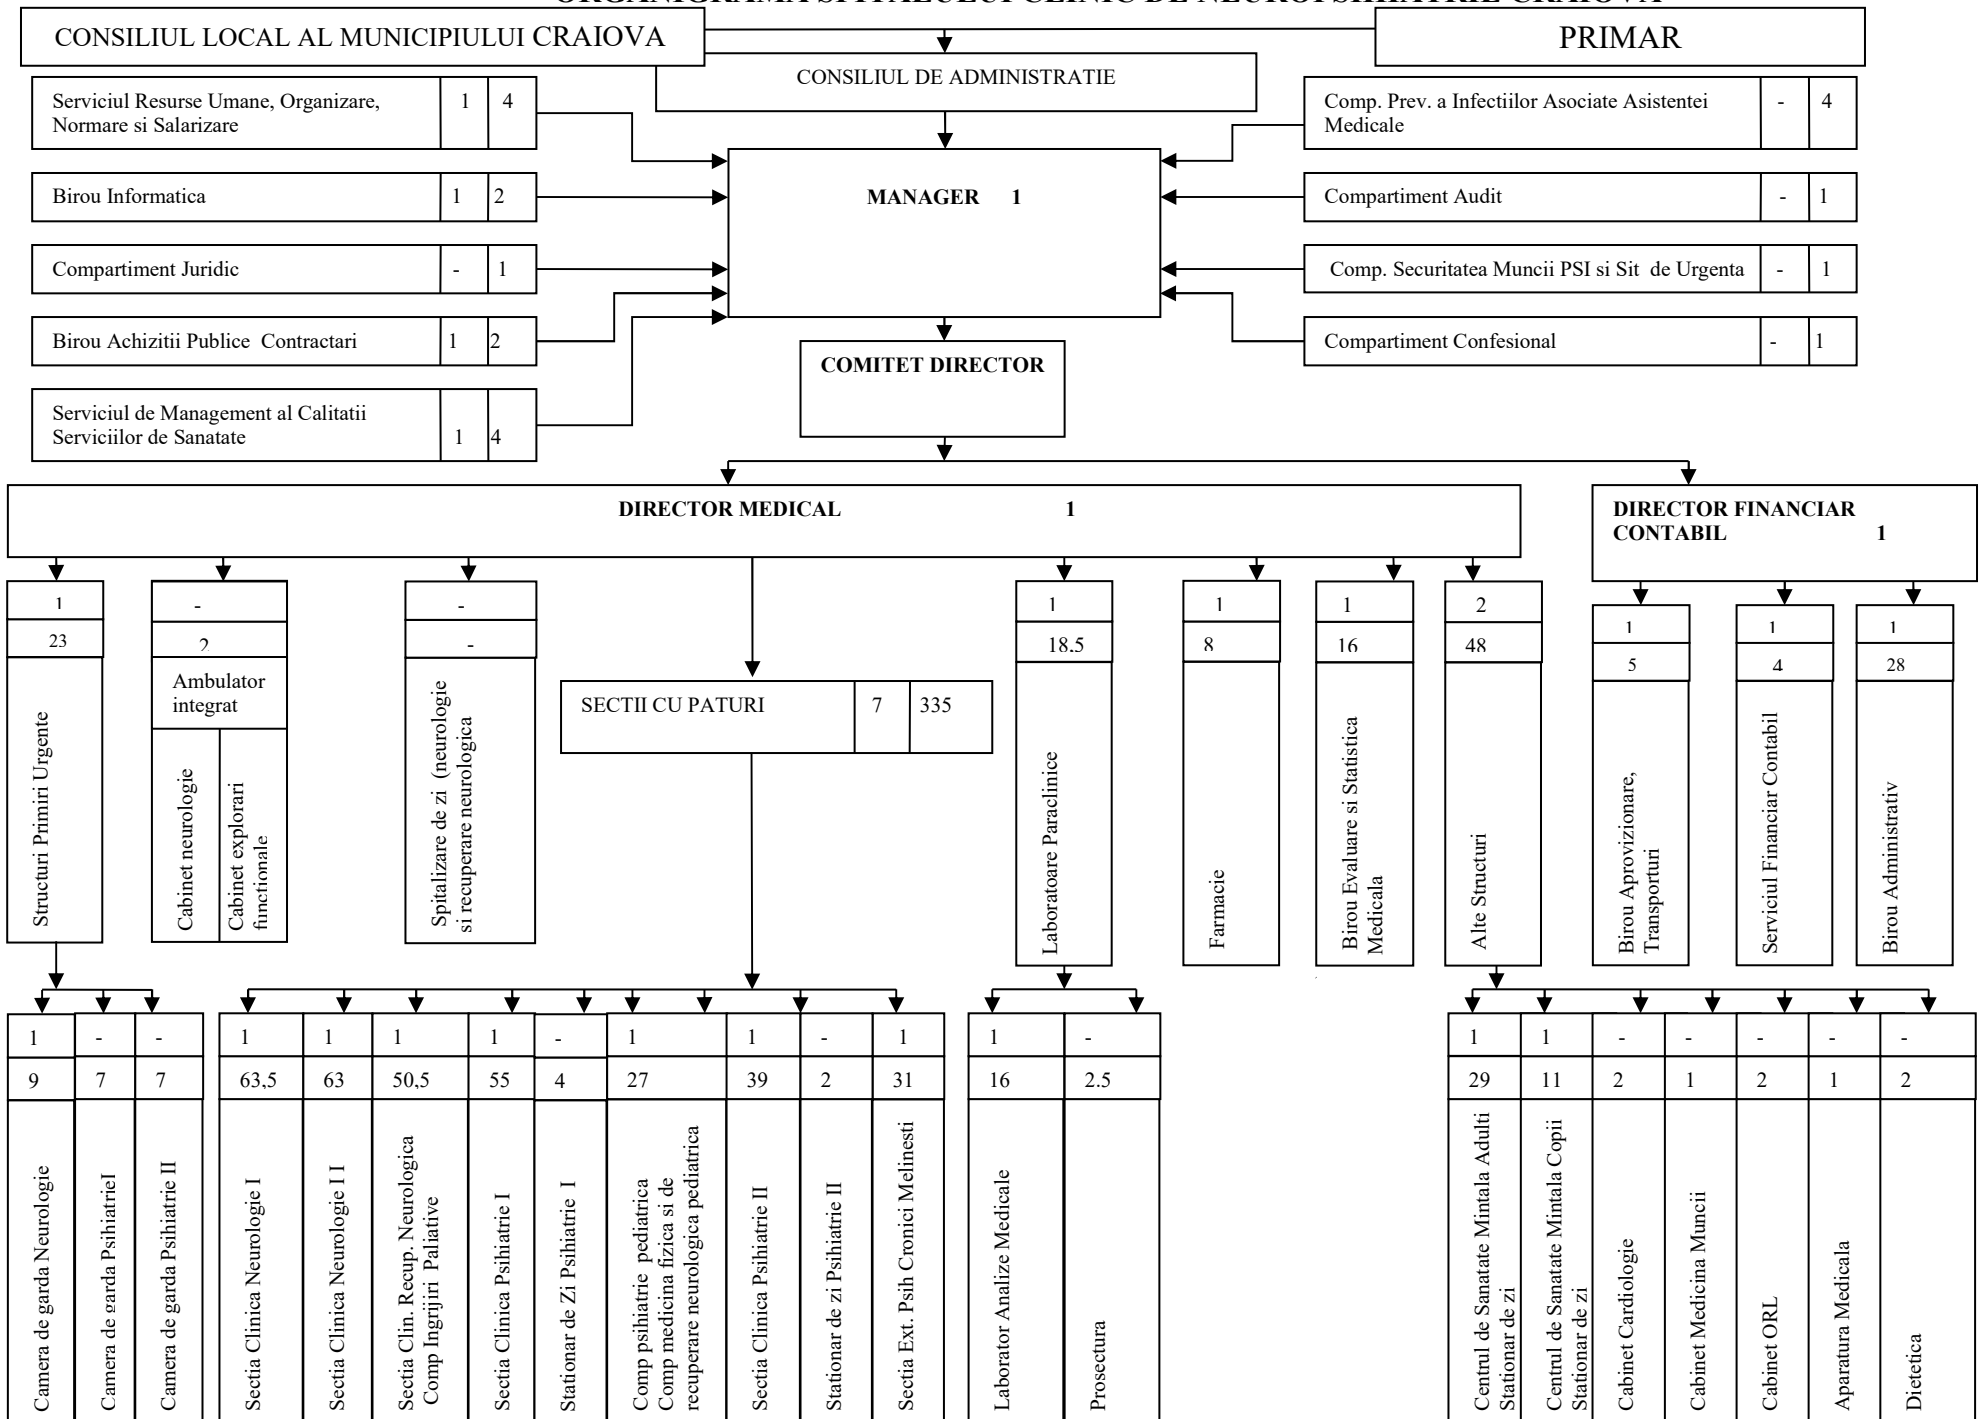 ORGANIGRAMA SPITALULUI CLINIC DE NEUROPSIHIATRIE CRAIOVA
CONSILIUL LOCAL AL MUNICIPIULUI CRAIOVA
PRIMAR
CONSILIUL DE ADMINISTRATIE
Serviciul Resurse Umane, Organizare,
Normare si Salarizare
1 4
Birou Informatica 1 2
Compartiment Juridic - 1
Birou Achizitii Publice Contractari 1 2
Serviciul de Management al Calitatii
Serviciilor de Sanatate 1 4
MANAGER 1
COMITET DIRECTOR
Comp. Prev. a Infectiilor Asociate Asistentei
Medicale
- 4
Compartiment Audit - 1
Comp. Securitatea Muncii PSI si Sit de Urgenta - 1
Compartiment Confesional - 1
DIRECTOR MEDICAL 1
DIRECTOR FINANCIAR
CONTABIL 1
1
23
Structuri Primiri Urgente
-
2
Ambulator
integrat
Cabinet neurologie
Cabinet explorari
functionale
-
-
Spitalizare de zi (neurologie
si recuperare neurologica
SECTII CU PATURI 7 335
1
18.5
Laboratoare Paraclinice
1
8
Farmacie
1
16
Birou Evaluare si Statistica
Medicala
2
48
Alte Structuri
1
5
Birou Aprovizionare,
Transporturi
1
4
Serviciul Financiar Contabil
1
28
Birou Administrativ
1
9
Camera de garda Neurologie
-
7
Camera de garda PsihiatrieI
-
7
Camera de garda Psihiatrie II
1
63,5
Sectia Clinica Neurologie I
1
63
Sectia Clinica Neurologie I I
1
50,5
Sectia Clin. Recup. Neurologica
Comp Ingrijiri Paliative
1
55
Sectia Clinica Psihiatrie I
-
4
Stationar de Zi Psihiatrie I
1
27
Comp psihiatrie pediatrica
Comp medicina fizica si de
recuperare neurologica pediatrica
1
39
Sectia Clinica Psihiatrie II
-
2
Stationar de zi Psihiatrie II
1
31
Sectia Ext. Psih Cronici Melinesti
1
16
Laborator Analize Medicale
-
2.5
Prosectura
1
29
Centrul de Sanatate Mintala Adulti
Stationar de zi
1
11
Centrul de Sanatate Mintala Copii
Stationar de zi
-
2
Cabinet Cardiologie
-
1
Cabinet Medicina Muncii
-
2
Cabinet ORL
-
1
Aparatura Medicala
-
2
Dietetica